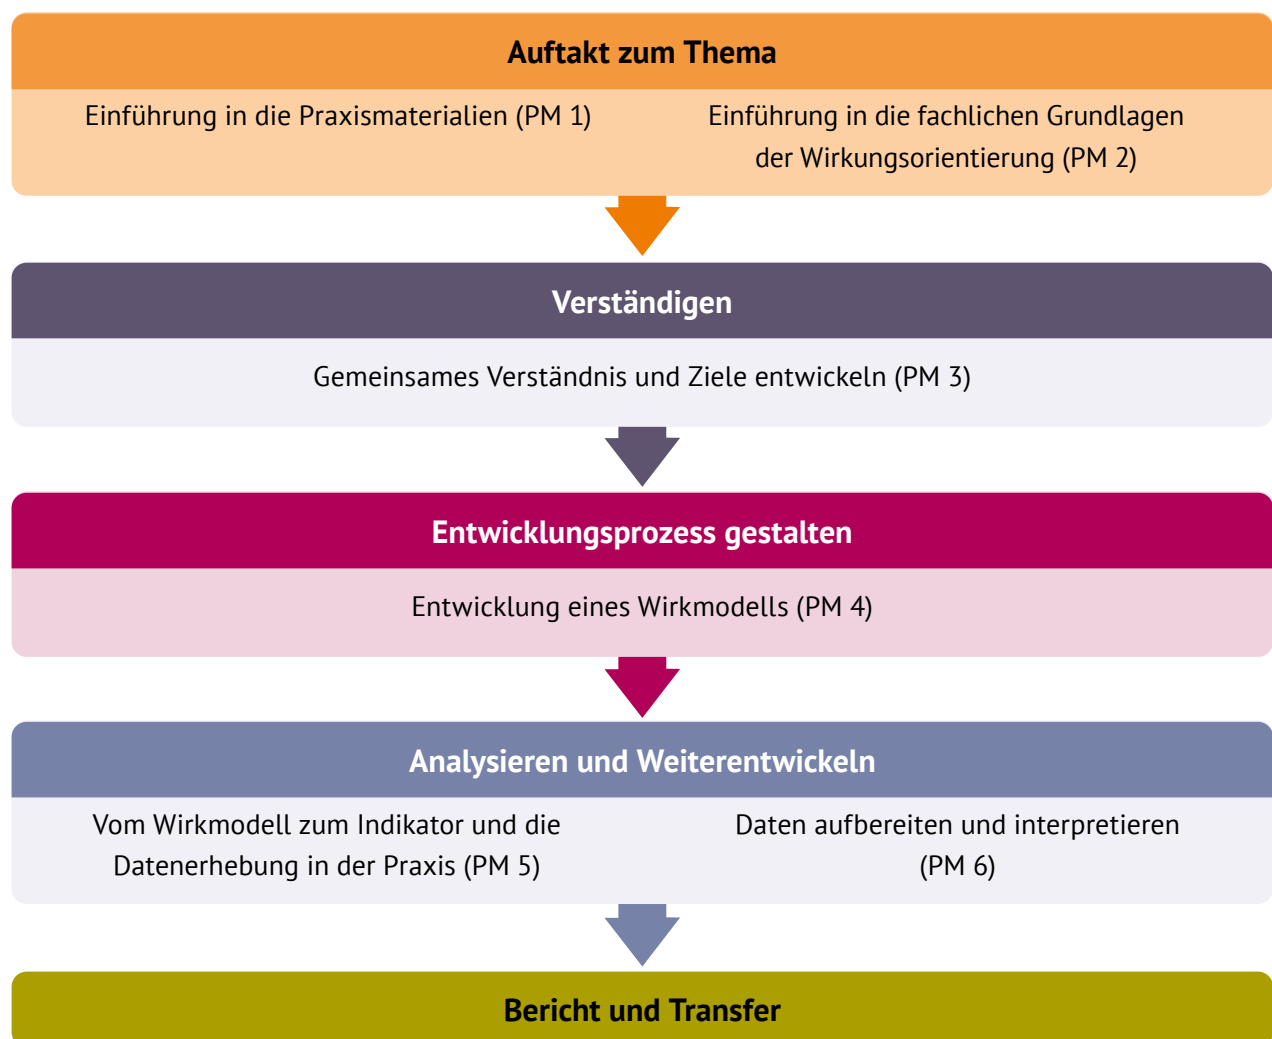 Auftakt zum Thema
Einführung in die Praxismaterialien (PM 1)
Einführung in die fachlichen Grundlagen
der Wirkungsorientierung (PM 2)
Verständigen
Gemeinsames Verständnis und Ziele entwickeln (PM 3)
Entwicklungsprozess gestalten
Entwicklung eines Wirkmodells (PM 4)
Analysieren und Weiterentwickeln
Vom Wirkmodell zum Indikator und die
Datenerhebung in der Praxis (PM 5)
Daten aufbereiten und interpretieren
(PM 6)
Bericht und Transfer